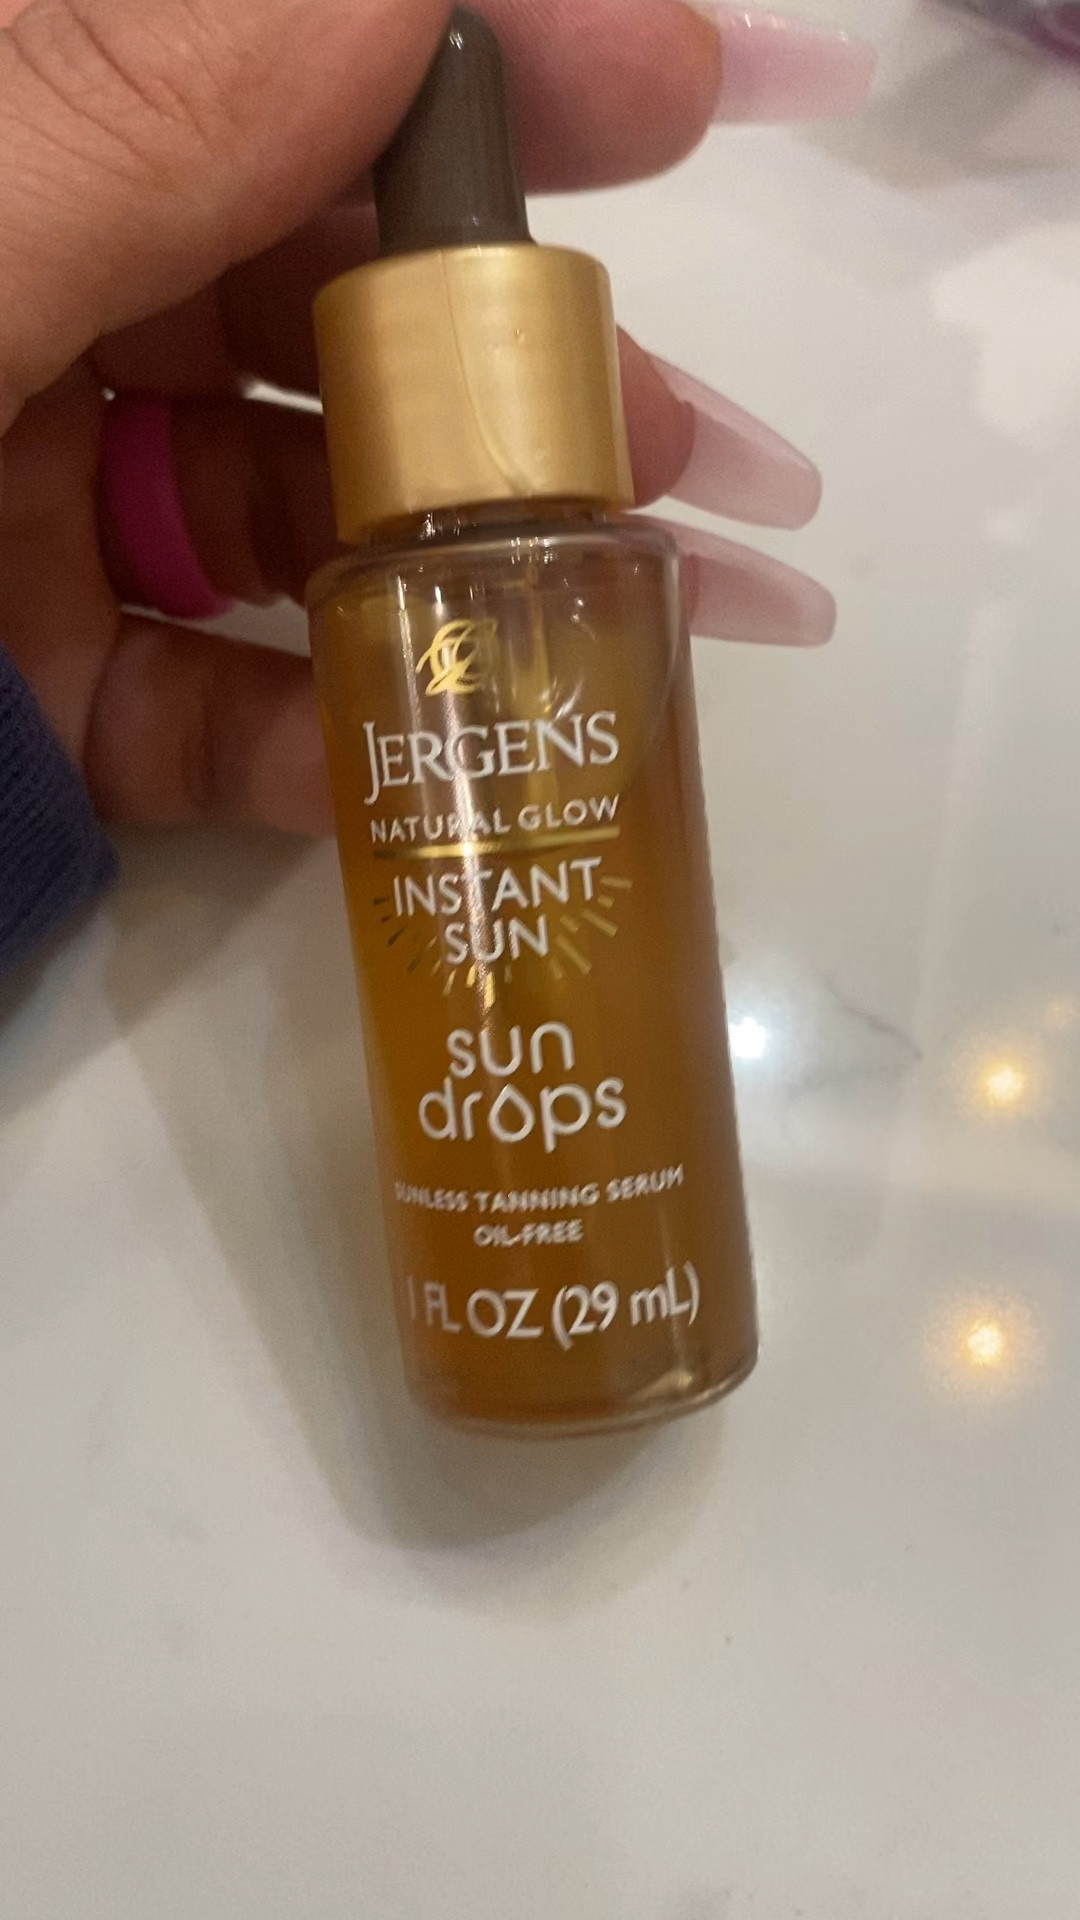 JERGENS
NATURAL GLOW
INSTANT
SUN
sun
drops
SUNLESS TANNING SERUM
OIL-FREE
1 FL OZ (29 mL)